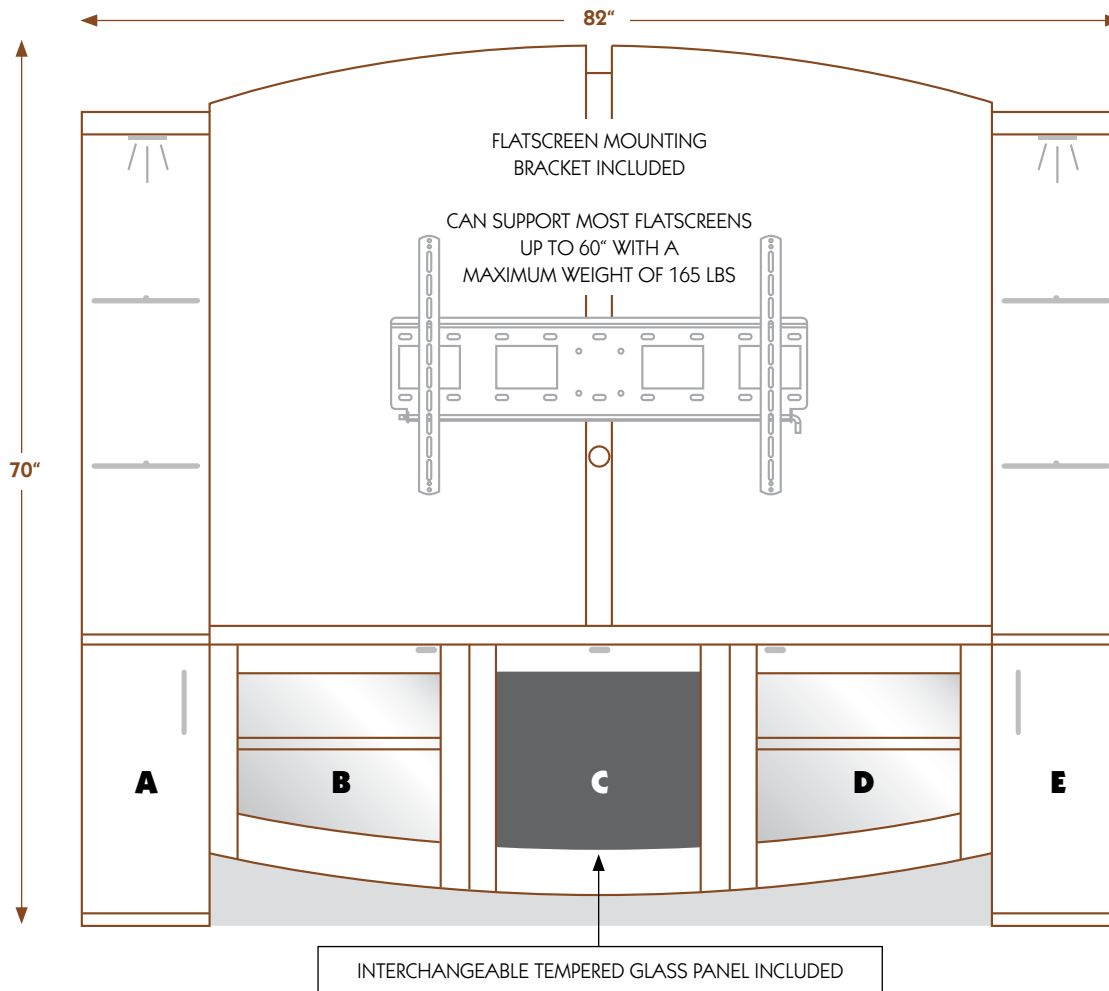 82“
FLATSCREEN MOUNTING
BRACKET INCLUDED
CAN SUPPORT MOST FLATSCREENS
UP TO 60“ WITH A
MAXIMUM WEIGHT OF 165 LBS
70“
A
B
C
D
E
INTERCHANGEABLE TEMPERED GLASS PANEL INCLUDED